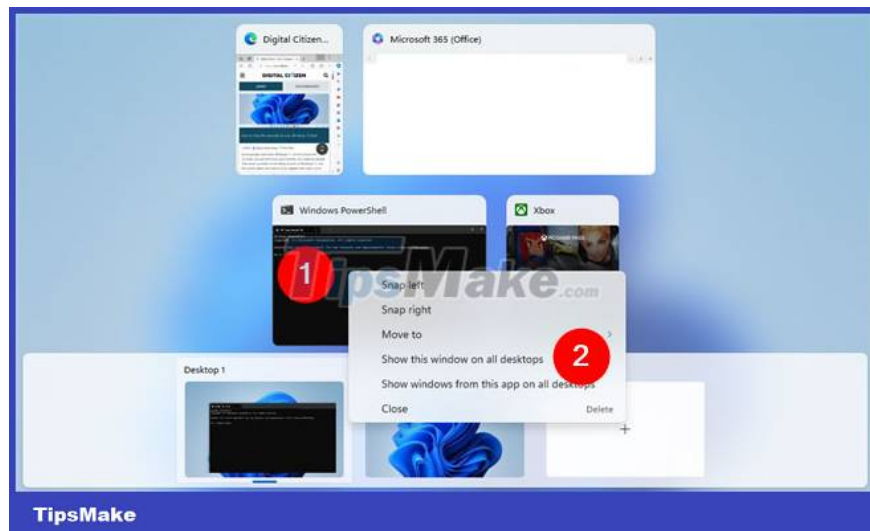 Digital Citizen...
Microsoft 365 (Office)
DIGITAL CITIZEN
Windows PowerShell
Xbox
1
TipsMake.com
Snap left
Snap right
Move to
Show this window on all desktops
2
Show windows from this app on all desktops
Close
Delete
Desktop 1
TipsMake